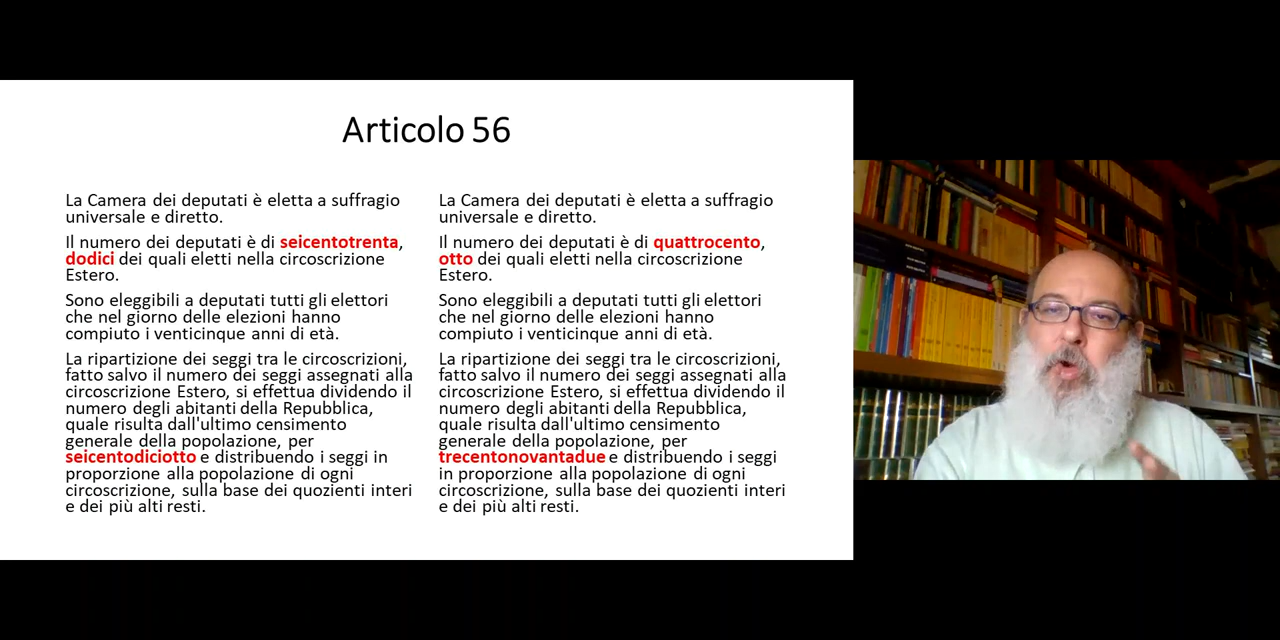 Articolo 56
La Camera dei deputati è eletta a suffragio
universale e diretto.
Il numero dei deputati è di seicentotrenta,
dodici dei quali eletti nella circoscrizione
Estero.
Sono eleggibili a deputati tutti gli elettori
che nel giorno delle elezioni hanno
compiuto i venticinque anni di età.
La ripartizione dei seggi tra le circoscrizioni,
fatto salvo il numero dei seggi assegnati alla
circoscrizione Estero, si effettua dividendo il
numero degli abitanti della Repubblica,
quale risulta dall'ultimo censimento
generale della popolazione, per
seicentodiciotto e distribuendo i seggi in
proporzione alla popolazione di ogni
circoscrizione, sulla base dei quozienti interi
e dei più alti resti.
La Camera dei deputati è eletta a suffragio
universale e diretto.
Il numero dei deputati è di quattrocento,
otto dei quali eletti nella circoscrizione
Estero.
Sono eleggibili a deputati tutti gli elettori
che nel giorno delle elezioni hanno
compiuto i venticinque anni di età.
La ripartizione dei seggi tra le circoscrizioni,
fatto salvo il numero dei seggi assegnati alla
circoscrizione Estero, si effettua dividendo il
numero degli abitanti della Repubblica,
quale risulta dall'ultimo censimento
generale della popolazione, per
trecentonovantadue e distribuendo i seggi
in proporzione alla popolazione di ogni
circoscrizione, sulla base dei quozienti interi
e dei più alti resti.